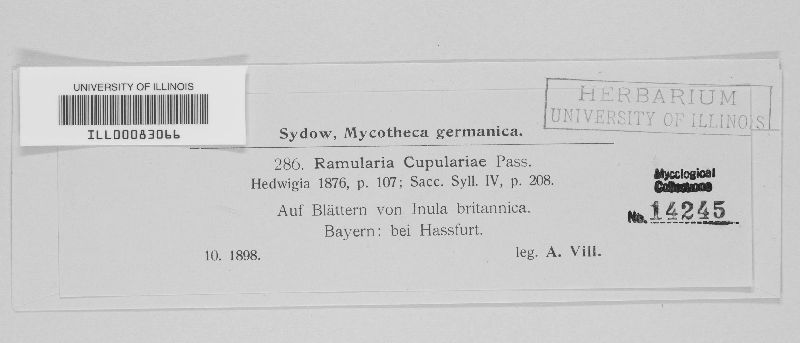 UNIVERSITY OF ILLINOIS
ILL00083066
HERBARIUM
UNIVERSITY OF ILLINOIS
Sydow, Mycotheca germanica.
286. Ramularia Cupulariae Pass.
Hedwigia 1876, p. 107; Sacc. Syll. IV, p. 208.
Mycological
Collections
No. 14245
Auf Blättern von Inula britannica.
Bayern: bei Hassfurt.
10. 1898.
leg. A. Vill.